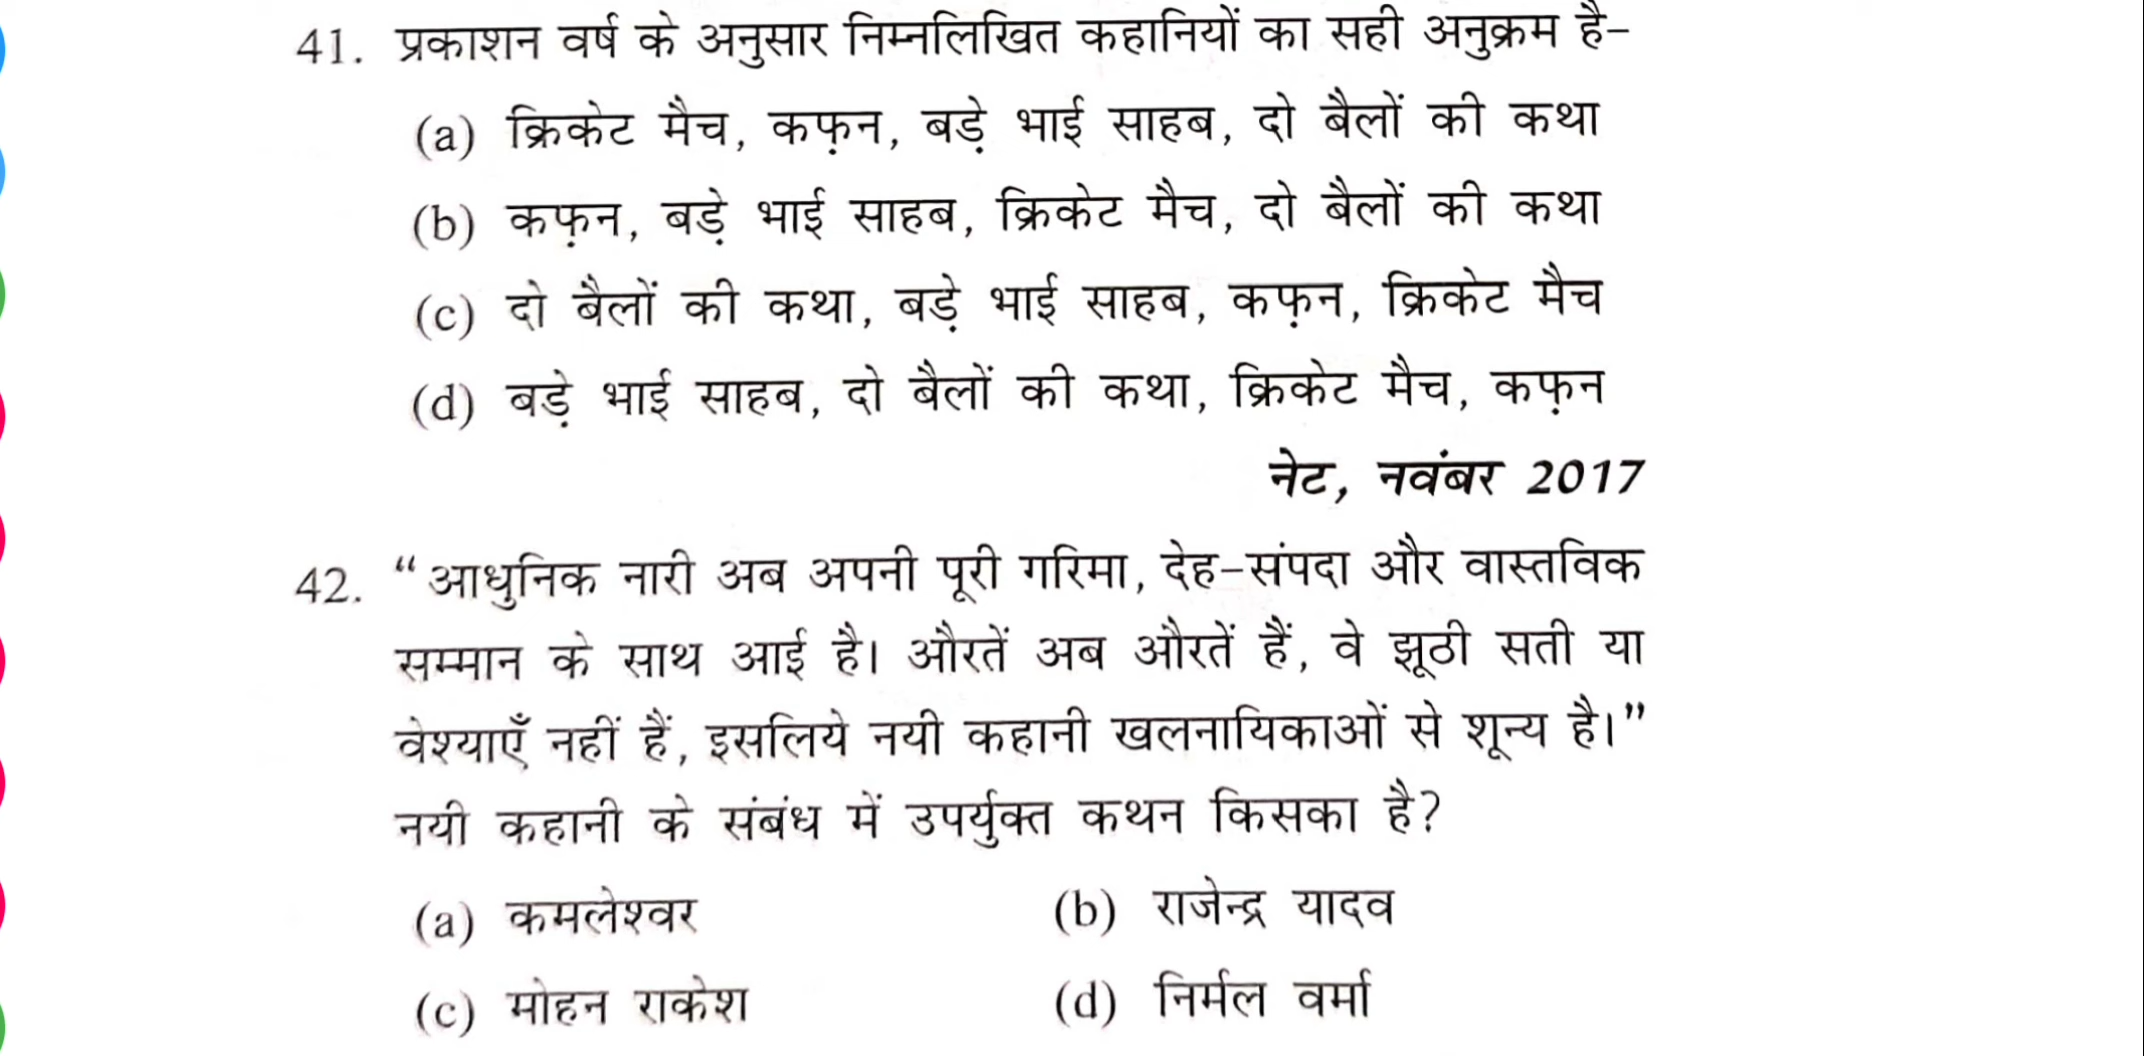 41. प्रकाशन वर्ष के अनुसार निम्नलिखित कहानियों का सही अनुक्रम है-
(a) क्रिकेट मैच, कफ़न, बड़े भाई साहब, दो बैलों की कथा
(b) कफ़न, बड़े भाई साहब, क्रिकेट मैच, दो बैलों की कथा
(c) दो बैलों की कथा, बड़े भाई साहब, कफ़न, क्रिकेट मैच
(d) बड़े भाई साहब, दो बैलों की कथा, क्रिकेट मैच, कफ़न
नेट, नवंबर 2017
42. “आधुनिक नारी अब अपनी पूरी गरिमा, देह-संपदा और वास्तविक
सम्मान के साथ आई है। औरतें अब औरतें हैं, वे झूठी सती या
वेश्याएँ नहीं हैं, इसलिये नयी कहानी खलनायिकाओं से शून्य है।”
नयी कहानी के संबंध में उपर्युक्त कथन किसका है?
(a) कमलेश्वर (b) राजेन्द्र यादव
(c) मोहन राकेश (d) निर्मल वर्मा